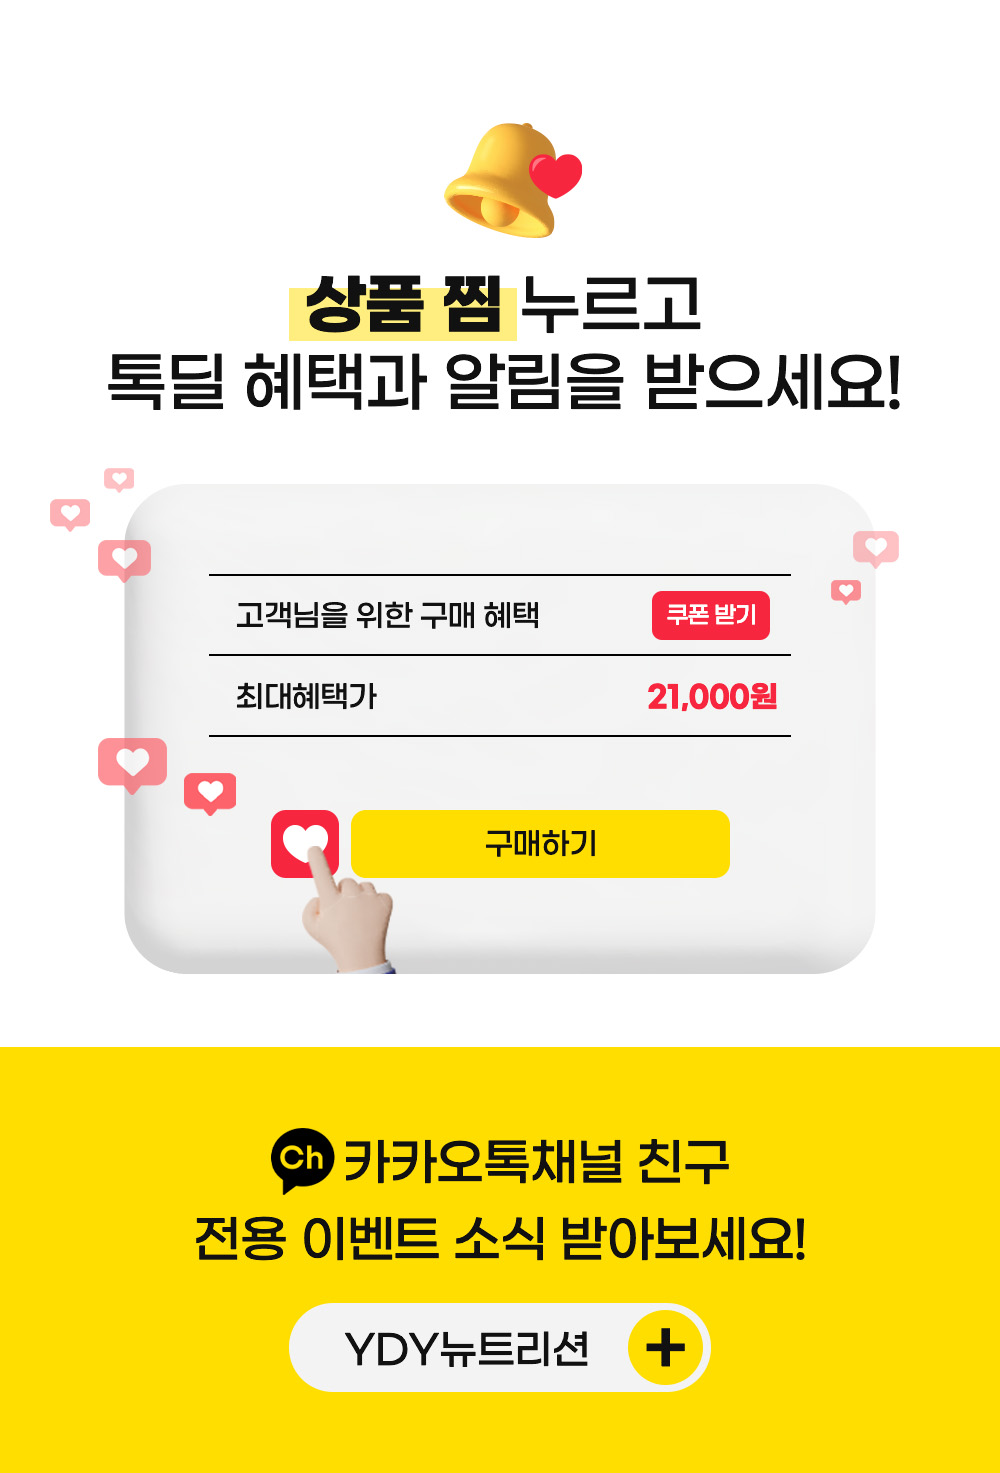 상품 찜 누르고
톡딜 혜택과 알림을 받으세요!
고객님을 위한 구매 혜택 쿠폰 받기
최대혜택가 21,000원
구매하기
Ch 카카오톡채널 친구
전용 이벤트 소식 받아보세요!
YDY뉴트리션 +